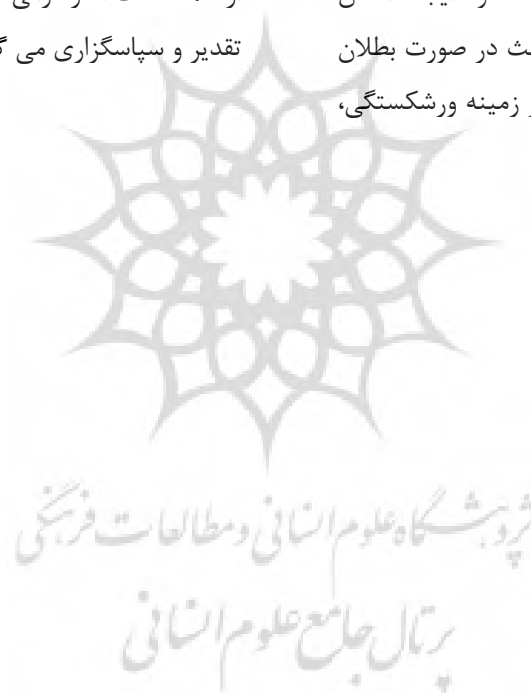 ث در صورت بطلان
تقدیر و سپاسگزاری می
زمینه ورشکستگی،
پژوهشگاه علوم انسانی و مطالعات فرهنگی
پرتال جامع علوم انسانی